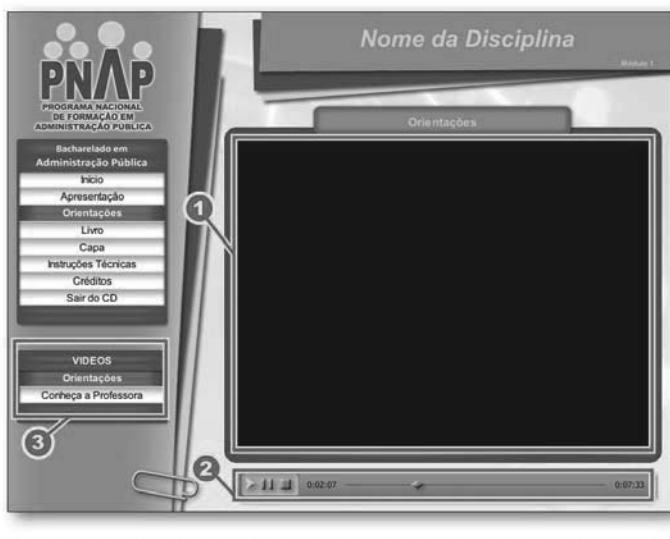 Nome da Disciplina
Módulo 1
PNAP
PROGRAMA NACIONAL
DE FORMAÇÃO EM
ADMINISTRAÇÃO PÚBLICA
Bacharelado em
Administração Pública
Início
Apresentação
Orientações
Livro
Capa
Instruções Técnicas
Créditos
Sair do CD
VIDEOS
Orientações
Conheça a Professora
3
Orientações
1
2
0:02:07
0:07:33